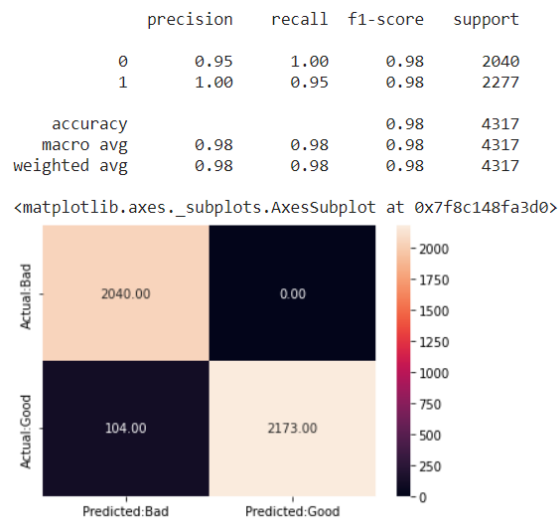 precision recall f1-score support
0 0.95 1.00 0.98 2040
1 1.00 0.95 0.98 2277
accuracy 0.98 4317
macro avg 0.98 0.98 0.98 4317
weighted avg 0.98 0.98 0.98 4317
<matplotlib.axes._subplots.AxesSubplot at 0x7f8c148fa3d0>
Actual:Bad
2040.00 0.00
Actual:Good
104.00 2173.00
Predicted:Bad Predicted:Good
2000
1750
1500
1250
1000
750
500
250
0